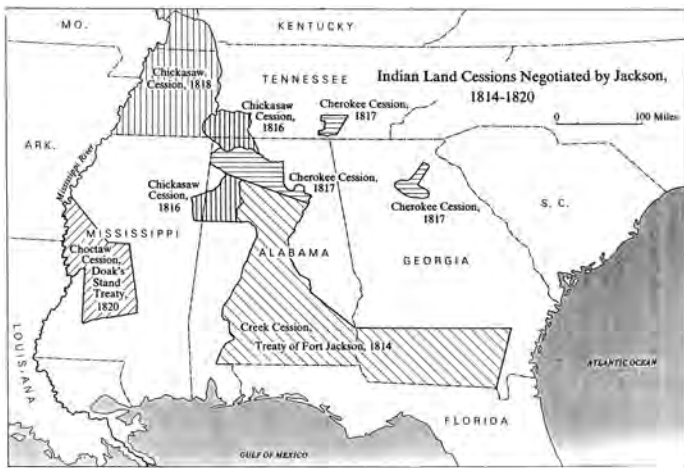 MO.
KENTUCKY
Chickasaw
Cession, 1818
TENNESSEE
Indian Land Cessions Negotiated by Jackson,
1814-1820
Chickasaw
Cession,
1816
Cherokee Cession,
1817
0 100 Miles
ARK.
Mississippi River
Chickasaw
Cession,
1816
Cherokee Cession,
1817
Cherokee Cession,
1817
S. C.
MISSISSIPPI
Choctaw
Cession,
Doak's
Stand
Treaty,
1820
ALABAMA
GEORGIA
Creek Cession,
Treaty of Fort Jackson, 1814
LOUISIANA
ATLANTIC OCEAN
FLORIDA
GULF OF MEXICO